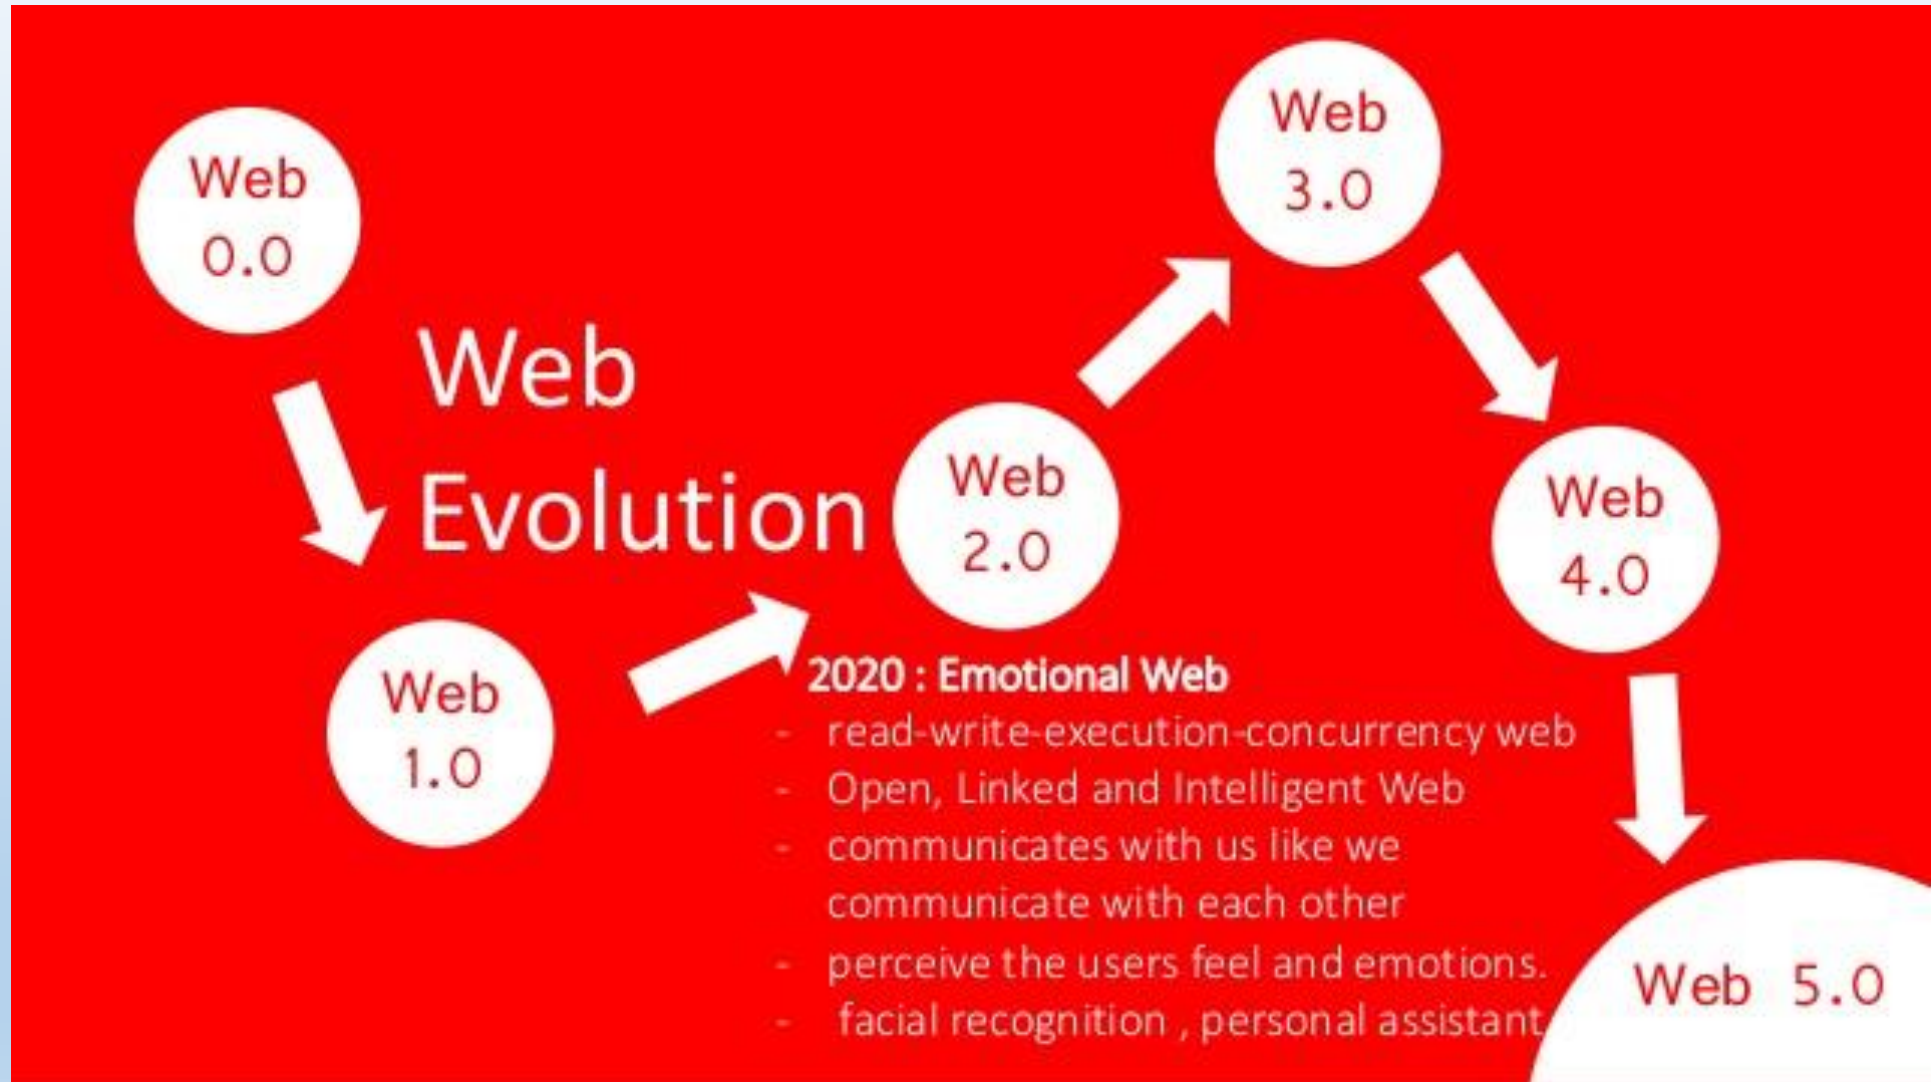 Web
0.0
Web
Evolution
Web
1.0
Web
2.0
Web
3.0
Web
4.0
2020 : Emotional Web
- read-write-execution-concurrency web
- Open, Linked and Intelligent Web
- communicates with us like we
communicate with each other
- perceive the users feel and emotions.
- facial recognition , personal assistant
Web 5.0